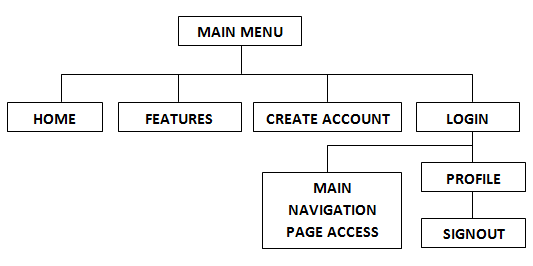 MAIN MENU
HOME
FEATURES
CREATE ACCOUNT
LOGIN
MAIN
NAVIGATION
PAGE ACCESS
PROFILE
SIGNOUT